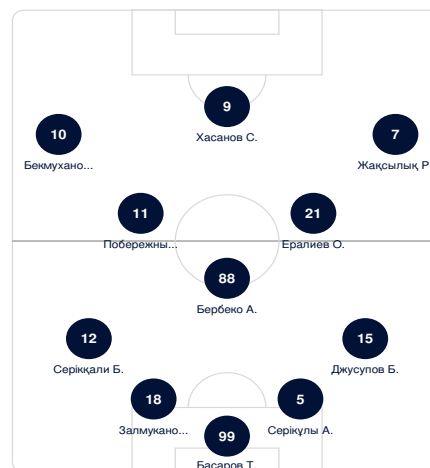 9
Хасанов С.
10
Бекмухано...
7
Жақсылық Р
11
Побережны...
21
Ералиев О.
88
Бербеко А.
12
Серікқали Б.
15
Джусупов Б.
18
Залмукано...
5
Серікұлы А.
99
Басаров Т.